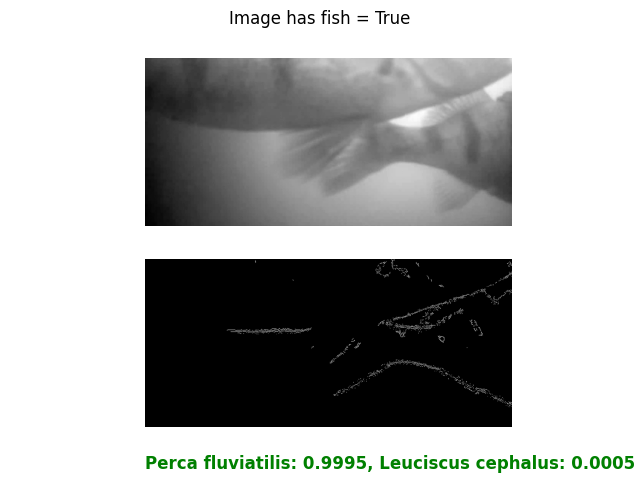 Image has fish = True
Perca fluviatilis: 0.9995, Leuciscus cephalus: 0.0005